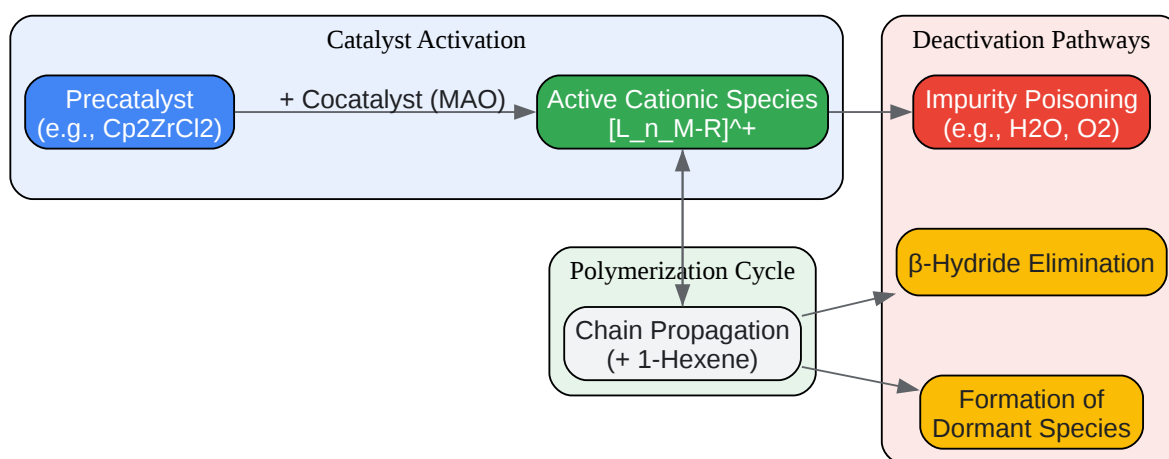 Catalyst Activation
Deactivation Pathways
Precatalyst
(e.g., Cp2ZrCl2)
+ Cocatalyst (MAO)
Active Cationic Species
[L_n_M-R]^+
Impurity Poisoning
(e.g., H2O, O2)
β-Hydride Elimination
Polymerization Cycle
Chain Propagation
(+ 1-Hexene)
Formation of
Dormant Species